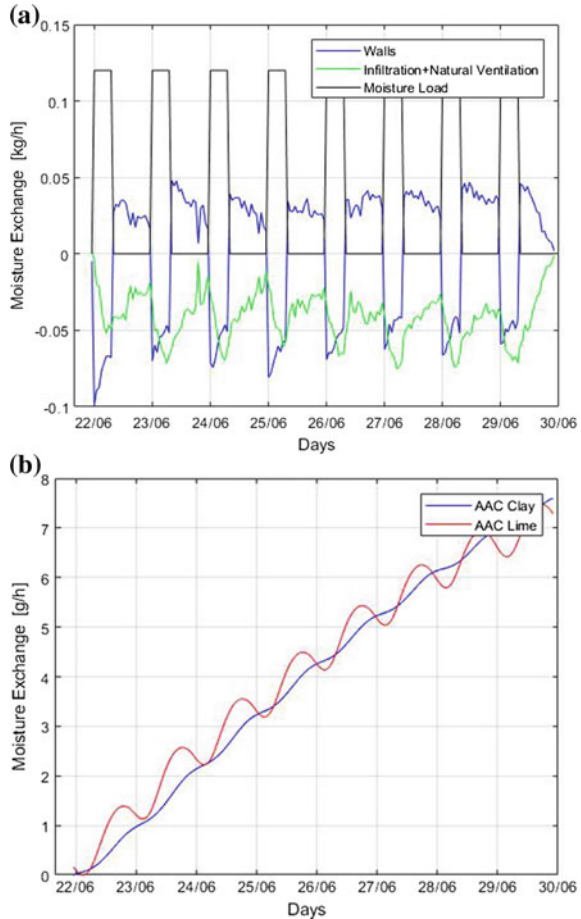 (a)
0.15
Walls
Infiltration+Natural Ventilation
Moisture Load
0.1
0.05
0
-0.05
-0.1
Moisture Exchange [kg/h]
22/06 23/06 24/06 25/06 26/06 27/06 28/06 29/06 30/06
Days
(b)
8
AAC Clay
AAC Lime
7
6
5
4
3
2
1
0
Moisture Exchange [g/h]
22/06 23/06 24/06 25/06 26/06 27/06 28/06 29/06 30/06
Days